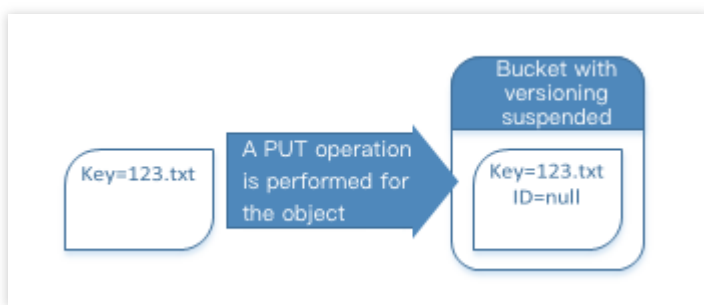 Key=123.txt
A PUT operation
is performed for
the object
Bucket with
versioning
suspended
Key=123.txt
ID=null